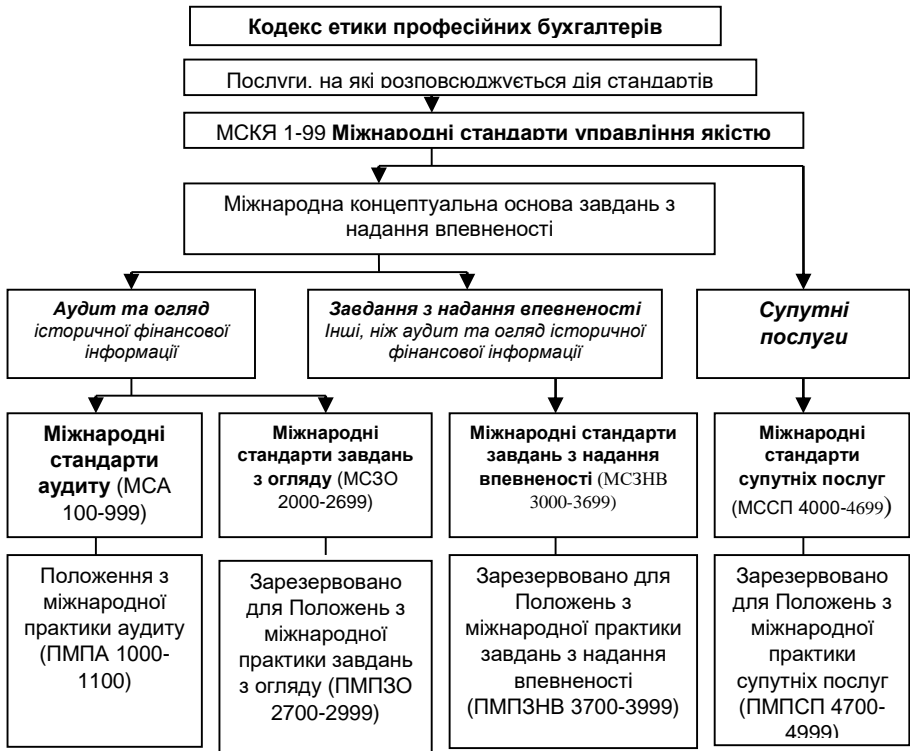 Кодекс етики професійних бухгалтерів
Послуги, на які розповсюджується дія стандартів
МСКЯ 1-99 Міжнародні стандарти управління якістю
Міжнародна концептуальна основа завдань з
надання впевненості
Аудит та огляд
історичної фінансової
інформації
Завдання з надання впевненості
Інші, ніж аудит та огляд історичної
фінансової інформації
Супутні
послуги
Міжнародні
стандарти
аудиту (МСА
100-999)
Міжнародні
стандарти завдань
з огляду (МСЗО
2000-2699)
Міжнародні стандарти
завдань з надання
впевненості (МСЗНВ
3000-3699)
Міжнародні
стандарти
супутніх послуг
(МССП 4000-4699)
Положення з
міжнародної
практики аудиту
(ПМПА 1000-
1100)
Зарезервовано
для Положень з
міжнародної
практики завдань
з огляду (ПМПЗО
2700-2999)
Зарезервовано для
Положень з
міжнародної практики
завдань з надання
впевненості
(ПМПЗНВ 3700-3999)
Зарезервовано
для Положень з
міжнародної
практики
супутніх послуг
(ПМПСП 4700-
4999)